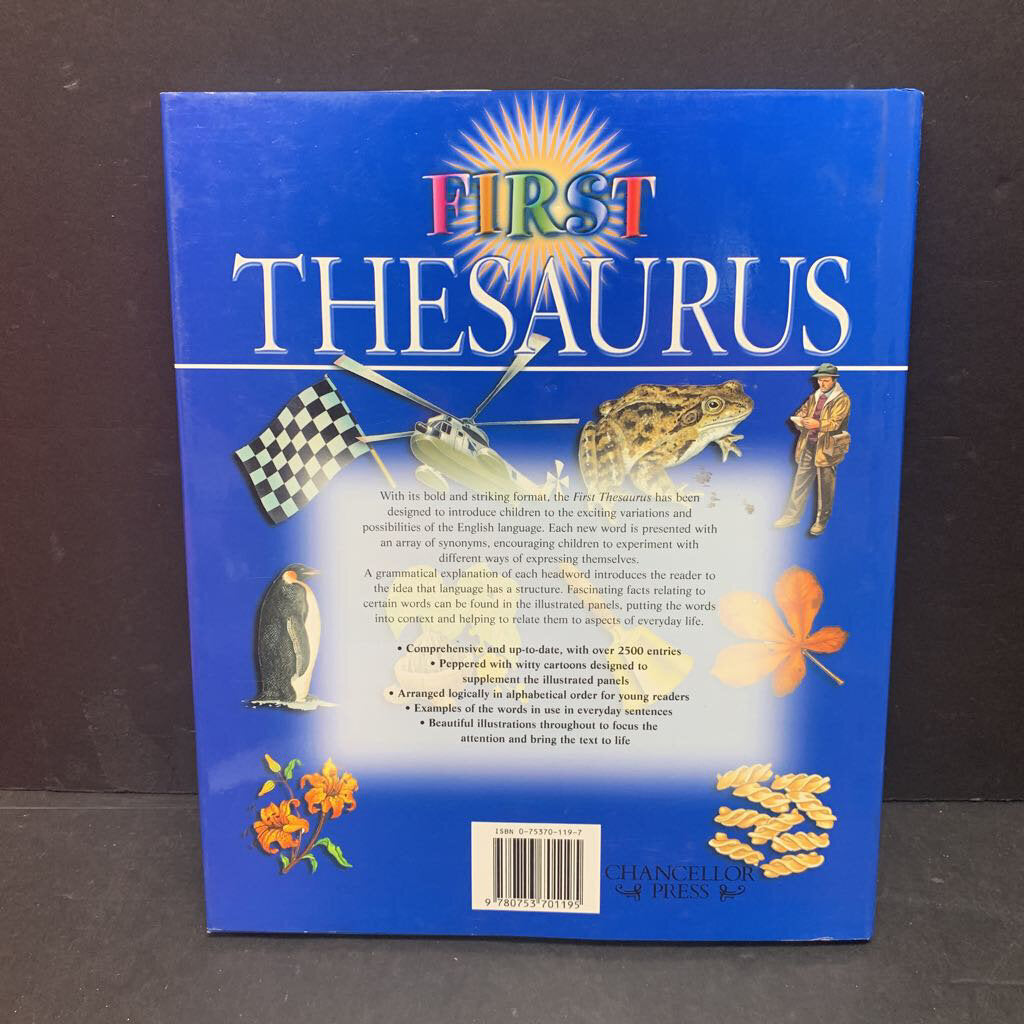 FIRST
THESAURUS
With its bold and striking format, the First Thesaurus has been
designed to introduce children to the exciting variations and
possibilities of the English language. Each new word is presented with
an array of synonyms, encouraging children to experiment with
different ways of expressing themselves.
A grammatical explanation of each headword introduces the reader to
the idea that language has a structure. Fascinating facts relating to
certain words can be found in the illustrated panels, putting the words
into context and helping to relate them to aspects of everyday life.
• Comprehensive and up-to-date, with over 2500 entries
• Peppered with witty cartoons designed to
supplement the illustrated panels
• Arranged logically in alphabetical order for young readers
• Examples of the words in use in everyday sentences
• Beautiful illustrations throughout to focus the
attention and bring the text to life
ISBN 0-75370-119-7
9 780753 701195
CHANCELLOR
PRESS